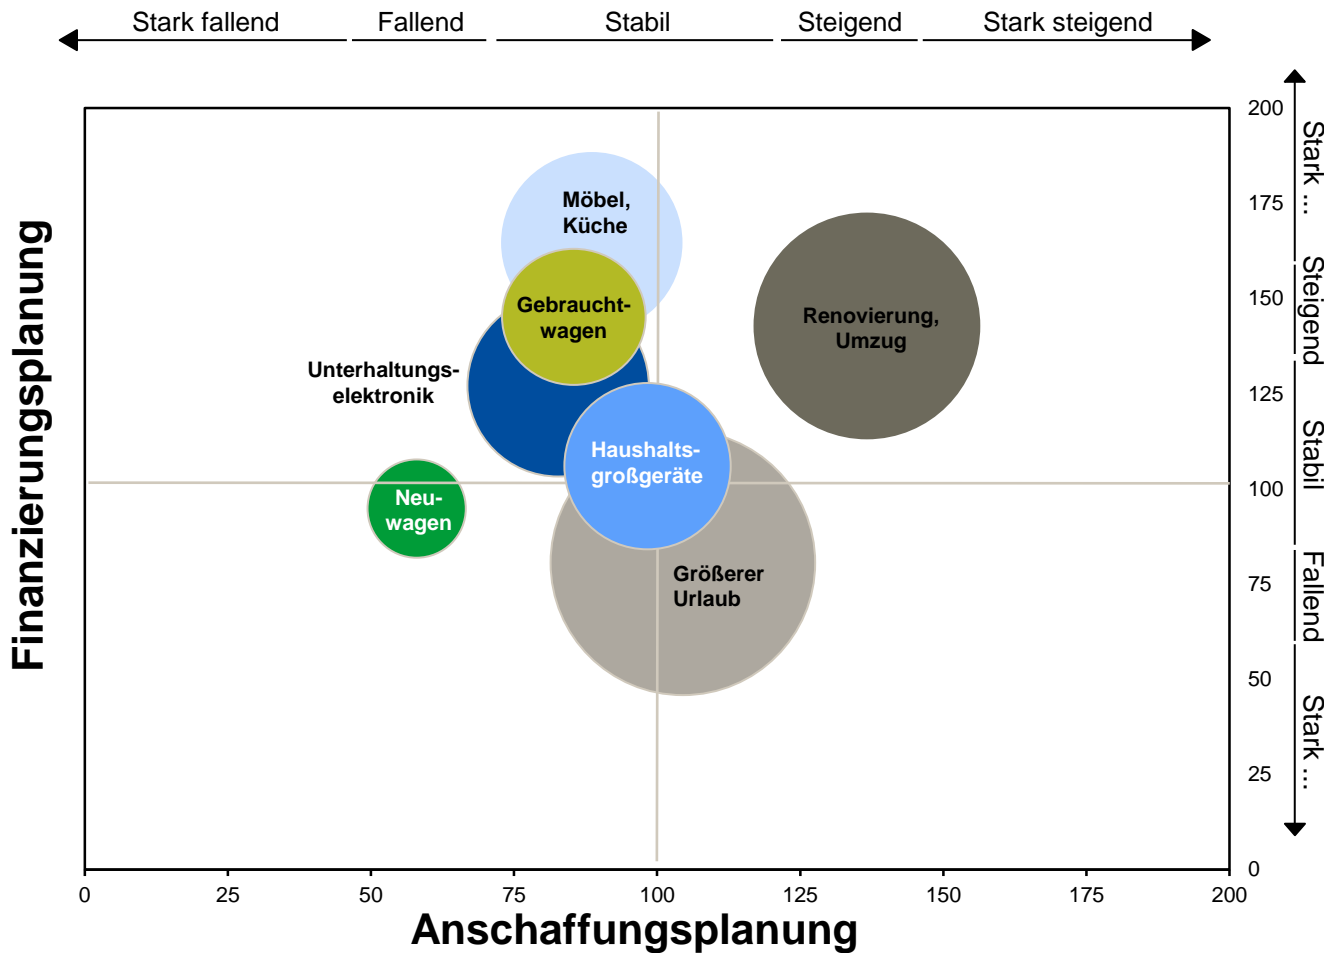 Stark fallend
Fallend
Stabil
Steigend
Stark steigend
Finanzierungsplanung
Möbel,
Küche
Gebraucht-
wagen
Renovierung,
Umzug
Unterhaltungs-
elektronik
Haushalts-
großgeräte
Neu-
wagen
Größerer
Urlaub
200
175
150
125
100
75
50
25
0
Stark ...
Steigend
Stabil
Fallend
Stark ...
0
25
50
75
100
125
150
175
200
Anschaffungsplanung